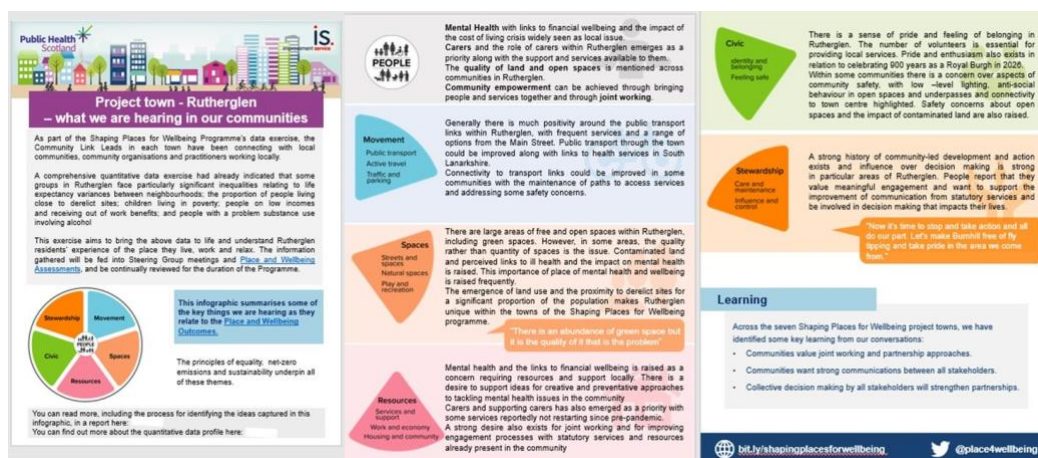 Public Health
Scotland
is.
improvement service
Project town - Rutherglen
– what we are hearing in our communities
As part of the Shaping Places for Wellbeing Programme's data exercise, the
Community Link Leads in each town have been connecting with local
communities, community organisations and practitioners working locally.
A comprehensive quantitative data exercise had already indicated that some
groups in Rutherglen face particularly significant inequalities relating to life
expectancy variances between neighbourhoods; the proportion of people living
close to derelict sites; children living in poverty; people on low incomes
and receiving out of work benefits; and people with a problem substance use
involving alcohol
This exercise aims to bring the above data to life and understand Rutherglen
residents' experience of the place they live, work and relax. The information
gathered will be fed into Steering Group meetings and Place and Wellbeing
Assessments, and be continually reviewed for the duration of the Programme.
Stewardship
Movement
PEOPLE
Civic
Spaces
Resources
This infographic summarises some of
the key things we are hearing as they
relate to the Place and Wellbeing
Outcomes.
The principles of equality, net-zero
emissions and sustainability underpin all
of these themes.
You can read more, including the process for identifying the ideas captured in this
infographic, in a report here:
You can find out more about the quantitative data profile here:
PEOPLE
Mental Health with links to financial wellbeing and the impact of
the cost of living crisis widely seen as local issue.
Carers and the role of carers within Rutherglen emerges as a
priority along with the support and services available to them.
The quality of land and open spaces is mentioned across
communities in Rutherglen.
Community empowerment can be achieved through bringing
people and services together and through joint working.
Movement
Public transport
Active travel
Traffic and
parking
Generally there is much positivity around the public transport
links within Rutherglen, with frequent services and a range of
options from the Main Street. Public transport through the town
could be improved along with links to health services in South
Lanarkshire.
Connectivity to transport links could be improved in some
communities with the maintenance of paths to access services
and addressing some safety concerns.
Spaces
Streets and
spaces
Natural spaces
Play and
recreation
There are large areas of free and open spaces within Rutherglen,
including green spaces. However, in some areas, the quality
rather than quantity of spaces is the issue. Contaminated land
and perceived links to ill health and the impact on mental health
is raised. This importance of place of mental health and wellbeing
is raised frequently.
The emergence of land use and the proximity to derelict sites for
a significant proportion of the population makes Rutherglen
unique within the towns of the Shaping Places for Wellbeing
programme.
"There is an abundance of green space but
it is the quality of it that is the problem"
Resources
Services and
support
Work and economy
Housing and community
Mental health and the links to financial wellbeing is raised as a
concern requiring resources and support locally. There is a
desire to support ideas for creative and preventative approaches
to tackling mental health issues in the community
Carers and supporting carers has also emerged as a priority with
some services reportedly not restarting since pre-pandemic.
A strong desire also exists for joint working and for improving
engagement processes with statutory services and resources
already present in the community
Civic
Identity and
belonging
Feeling safe
There is a sense of pride and feeling of belonging in
Rutherglen. The number of volunteers is essential for
providing local services. Pride and enthusiasm also exists in
relation to celebrating 900 years as a Royal Burgh in 2026.
Within some communities there is a concern over aspects of
community safety, with low –level lighting, anti-social
behaviour in open spaces and underpasses and connectivity
to town centre highlighted. Safety concerns about open
spaces and the impact of contaminated land are also raised.
Stewardship
Care and
maintenance
Influence and
control
A strong history of community-led development and action
exists and influence over decision making is strong
in particular areas of Rutherglen. People report that they
value meaningful engagement and want to support the
improvement of communication from statutory services and
be involved in decision making that impacts their lives.
"Now it's time to stop and take action and all
do our part. Let's make Burnhill free of fly
tipping and take pride in the area we come
from."
Learning
Across the seven Shaping Places for Wellbeing project towns, we have
identified some key learning from our conversations:
• Communities value joint working and partnership approaches.
• Communities want strong communications between all stakeholders.
• Collective decision making by all stakeholders will strengthen partnerships.
bit.ly/shapingplacesforwellbeing
@place4wellbeing